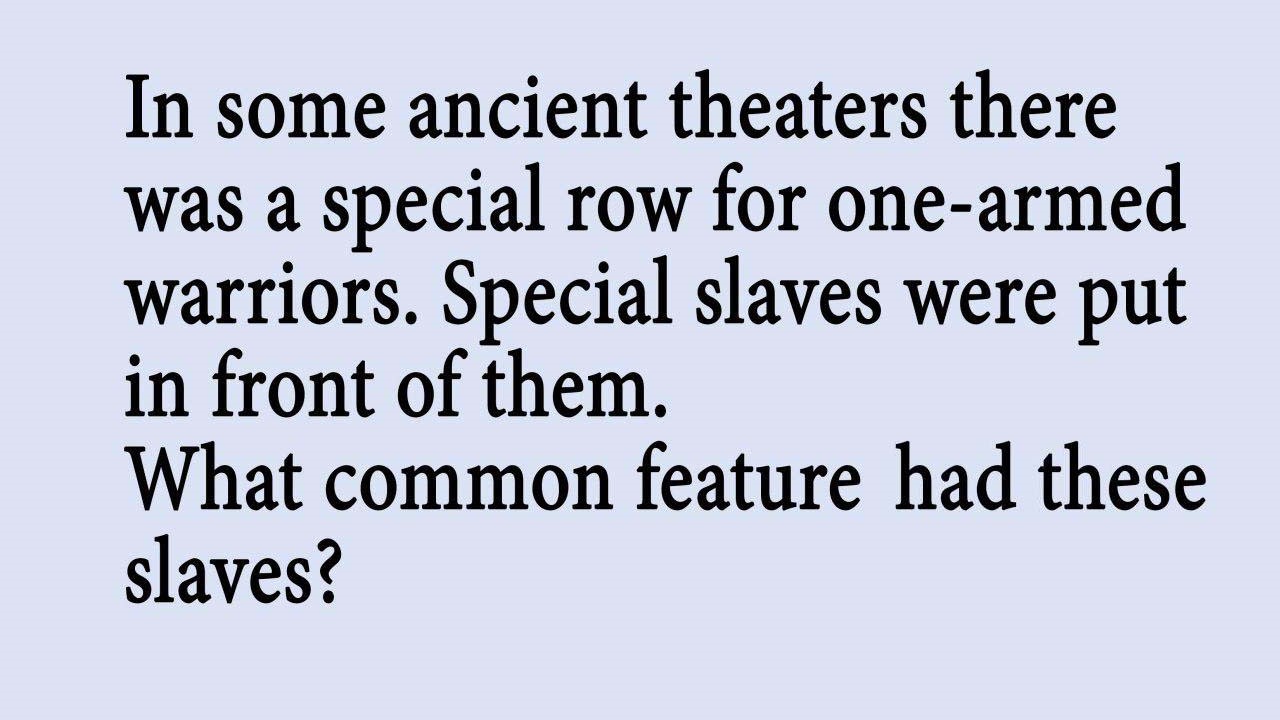 In some ancient theaters there
was a special row for one-armed
warriors. Special slaves were put
in front of them.
What common feature had these
slaves?